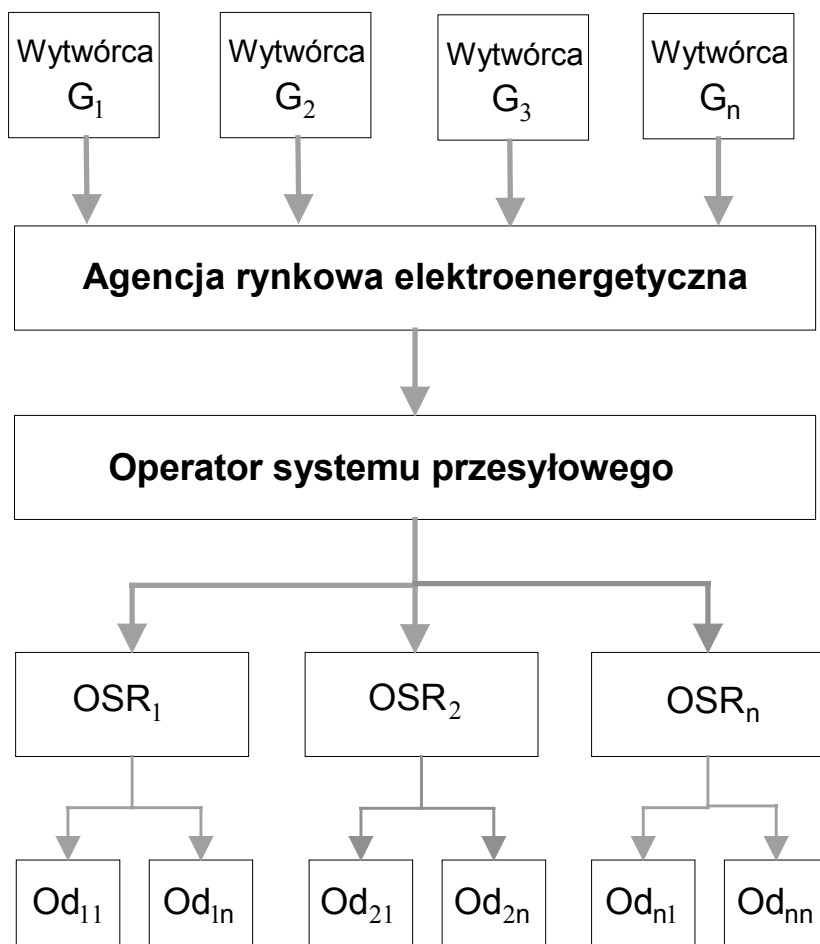 Wytwórca
G₁
Wytwórca
G₂
Wytwórca
G₃
Wytwórca
Gₙ
Agencja rynkowa elektroenergetyczna
Operator systemu przesyłowego
OSR₁
OSR₂
OSRₙ
Od₁₁
Od₁ₙ
Od₂₁
Od₂ₙ
Odₙ₁
Odₙₙ